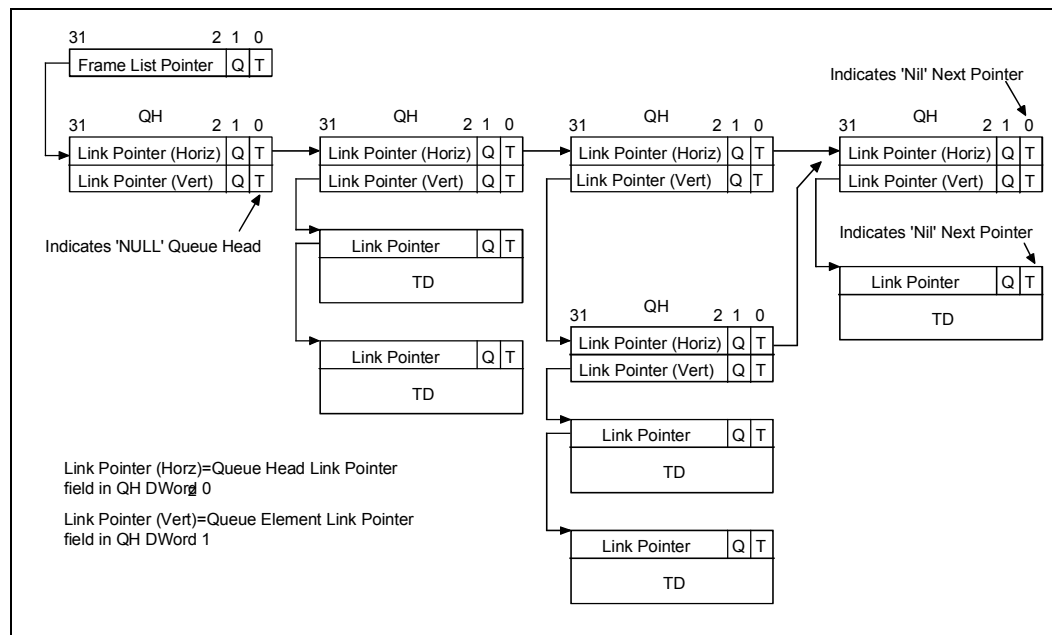 31 2 1 0
Frame List Pointer Q T
Indicates 'Nil' Next Pointer
QH QH QH QH
31 2 1 0 31 2 1 0 31 2 1 0 31 2 1 0
Link Pointer (Horiz) Q T Link Pointer (Horiz) Q T Link Pointer (Horiz) Q T Link Pointer (Horiz) Q T
Link Pointer (Vert) Q T Link Pointer (Vert) Q T Link Pointer (Vert) Q T Link Pointer (Vert) Q T
Indicates 'NULL' Queue Head
Link Pointer Q T
TD
Link Pointer Q T
TD
Indicates 'Nil' Next Pointer
Link Pointer Q T
TD
QH
31 2 1 0
Link Pointer (Horiz) Q T
Link Pointer (Vert) Q T
Link Pointer Q T
TD
Link Pointer Q T
TD
Link Pointer (Horz)=Queue Head Link Pointer
field in QH DWord 0
Link Pointer (Vert)=Queue Element Link Pointer
field in QH DWord 1